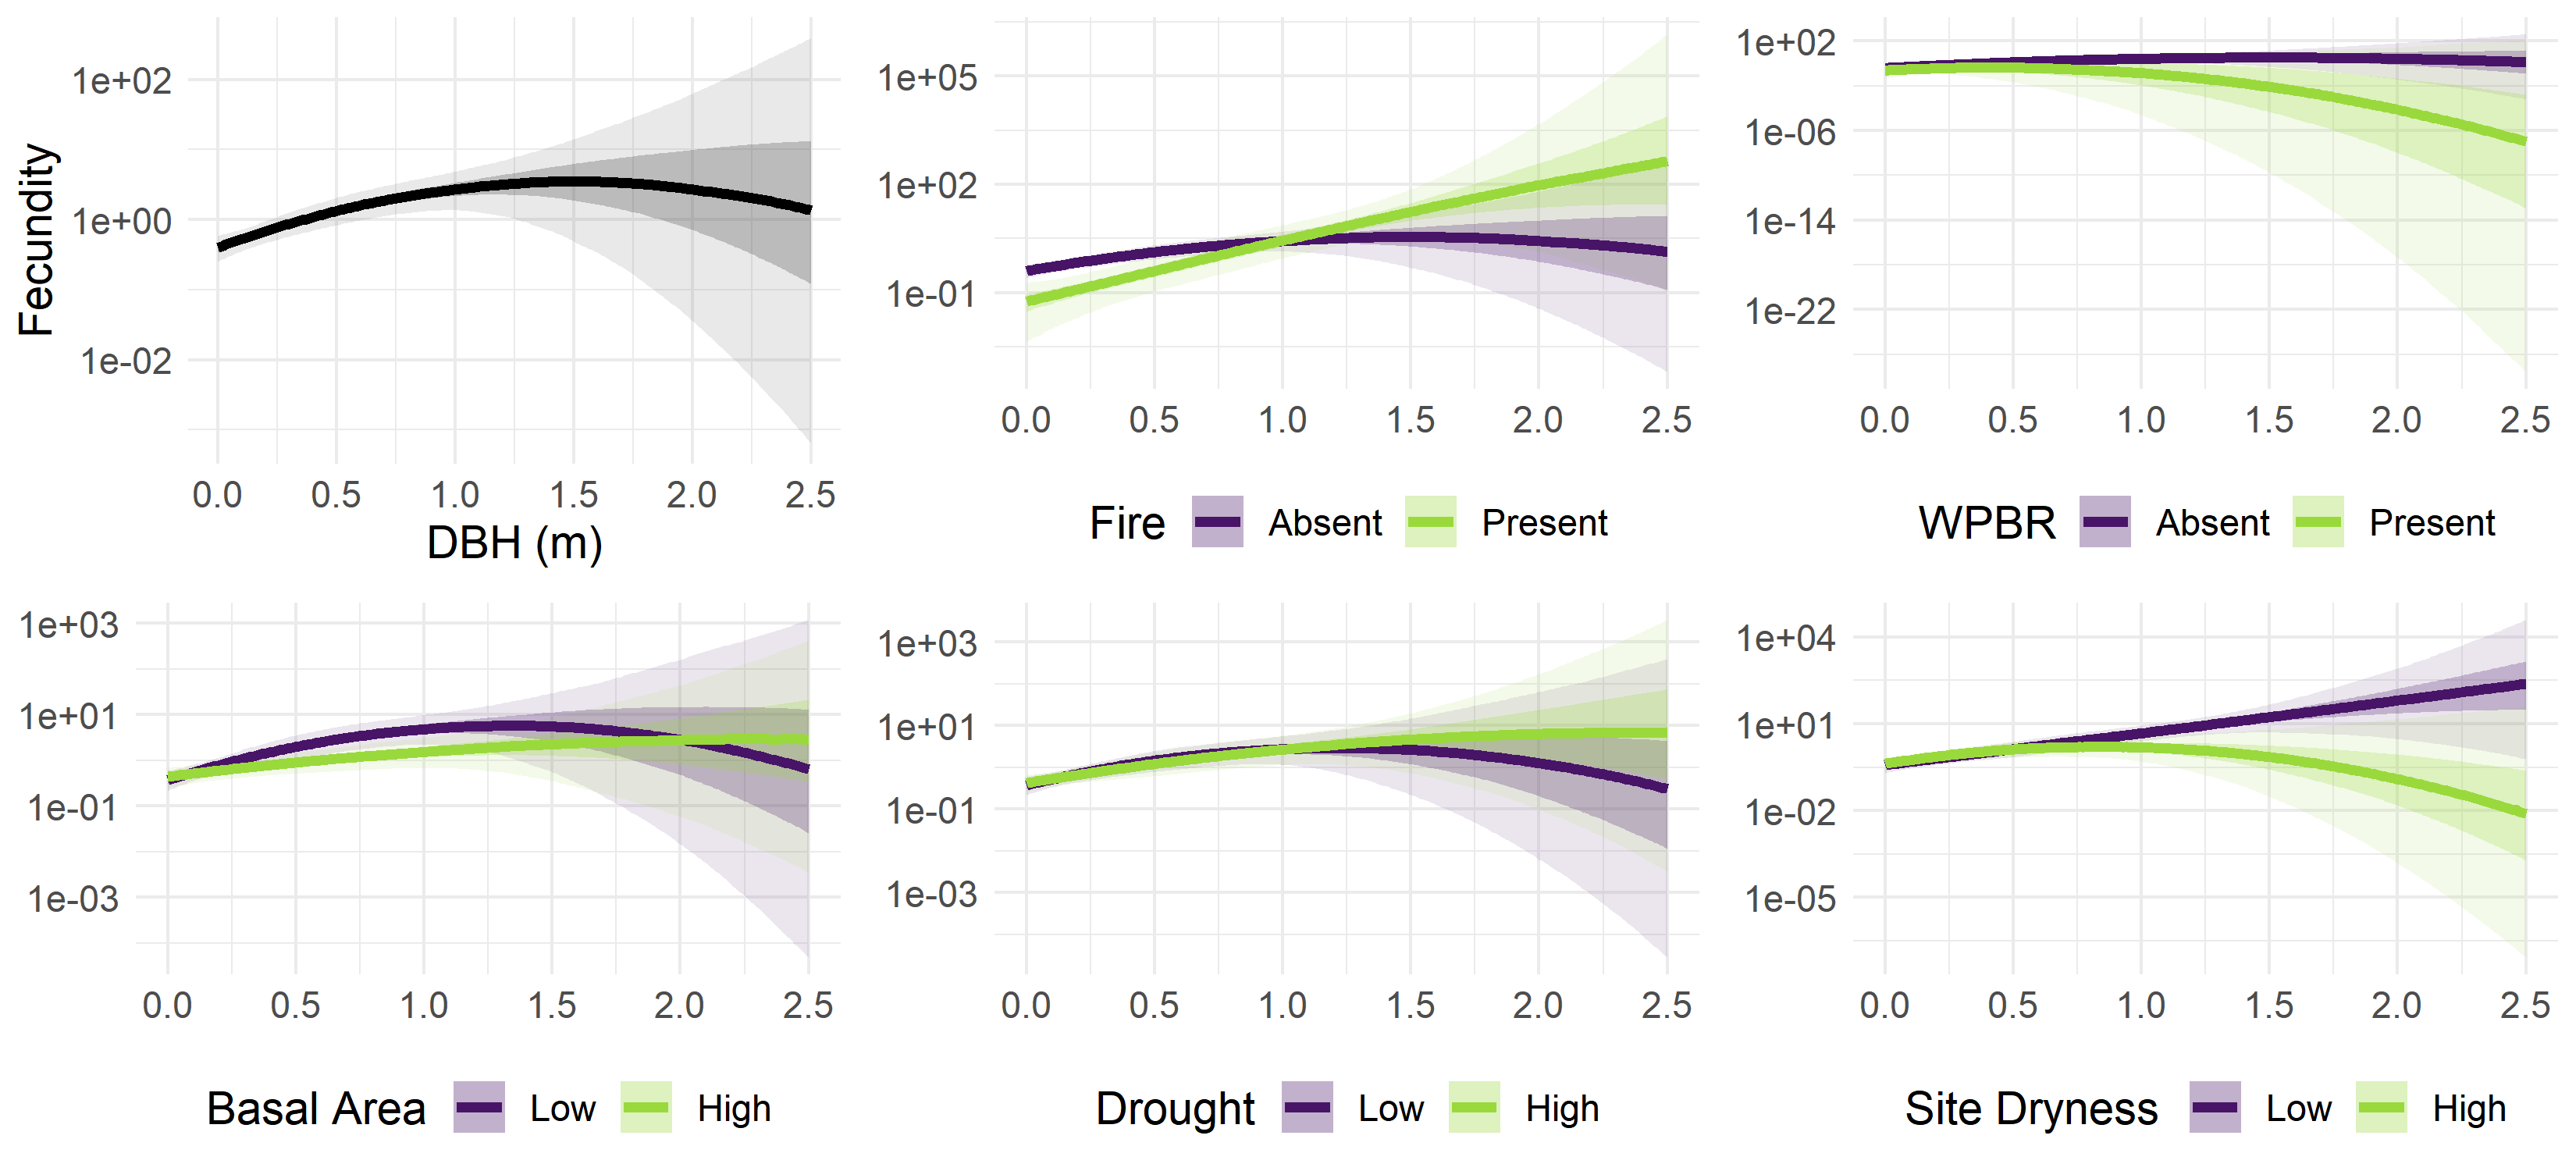 Fecundity
1e+02
1e+00
1e-02
0.0 0.5 1.0 1.5 2.0 2.5
DBH (m)
1e+05
1e+02
1e-01
0.0 0.5 1.0 1.5 2.0 2.5
Fire Absent Present
1e+02
1e-06
1e-14
1e-22
0.0 0.5 1.0 1.5 2.0 2.5
WPBR Absent Present
1e+03
1e+01
1e-01
1e-03
0.0 0.5 1.0 1.5 2.0 2.5
Basal Area Low High
1e+03
1e+01
1e-01
1e-03
0.0 0.5 1.0 1.5 2.0 2.5
Drought Low High
1e+04
1e+01
1e-02
1e-05
0.0 0.5 1.0 1.5 2.0 2.5
Site Dryness Low High